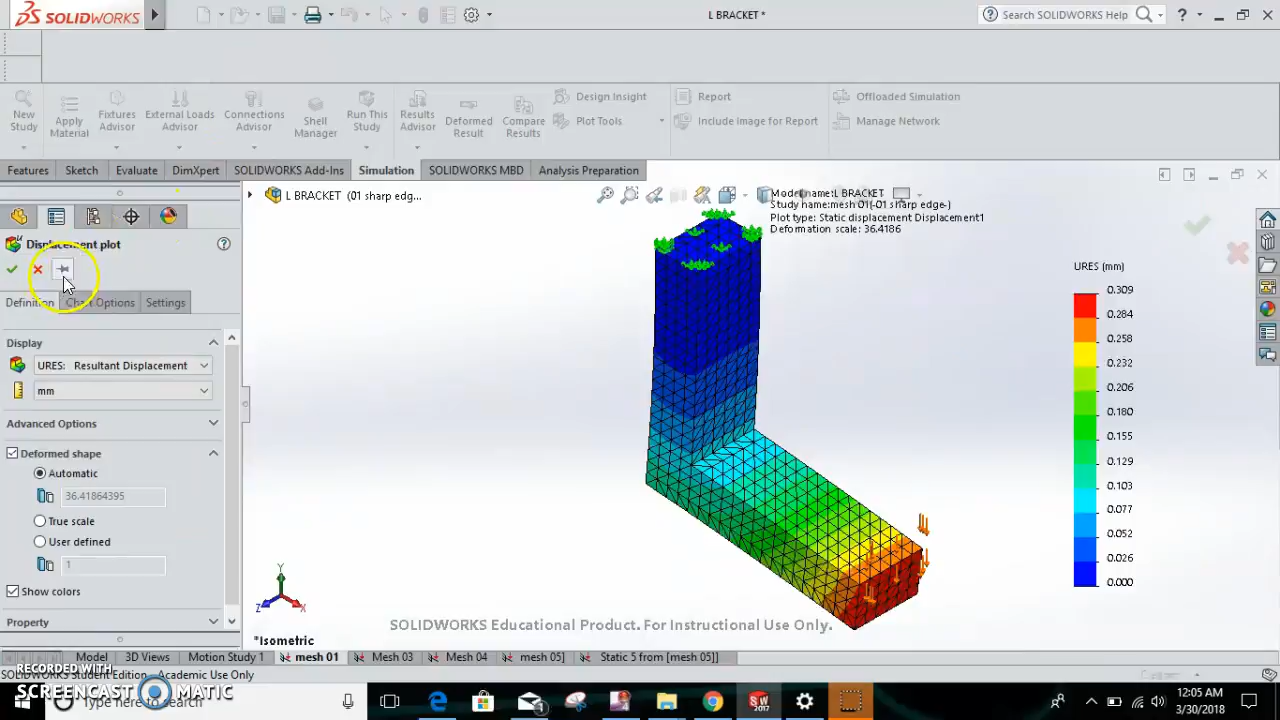 SOLIDWORKS
L BRACKET *
Search SOLIDWORKS Help
New Study
Apply Material
Fixtures Advisor
External Loads Advisor
Connections Advisor
Shell Manager
Run This Study
Results Advisor
Deformed Result
Compare Results
Design Insight
Plot Tools
Report
Include Image for Report
Offloaded Simulation
Manage Network
Features
Sketch
Evaluate
DimXpert
SOLIDWORKS Add-Ins
Simulation
SOLIDWORKS MBD
Analysis Preparation
L BRACKET (01 sharp edg...
Model name:L BRACKET
Study name:mesh 01(-01 sharp edge-)
Plot type: Static displacement Displacement1
Deformation scale: 36.4186
Displacement plot
Definition
Chart Options
Settings
Display
URES: Resultant Displacement
mm
Advanced Options
Deformed shape
Automatic
36.41864395
True scale
User defined
1
Show colors
Property
URES (mm)
0.309
0.284
0.258
0.232
0.206
0.180
0.155
0.129
0.103
0.077
0.052
0.026
0.000
Y
Z
X
*Isometric
SOLIDWORKS Educational Product. For Instructional Use Only.
Model
3D Views
Motion Study 1
mesh 01
Mesh 03
Mesh 04
mesh 05]
Static 5 from [mesh 05]]
SOLIDWORKS Student Edition - Academic Use Only
RECORDED WITH
SCREENCAST MATIC
Type here to search
SW
2017
12:05 AM
3/30/2018